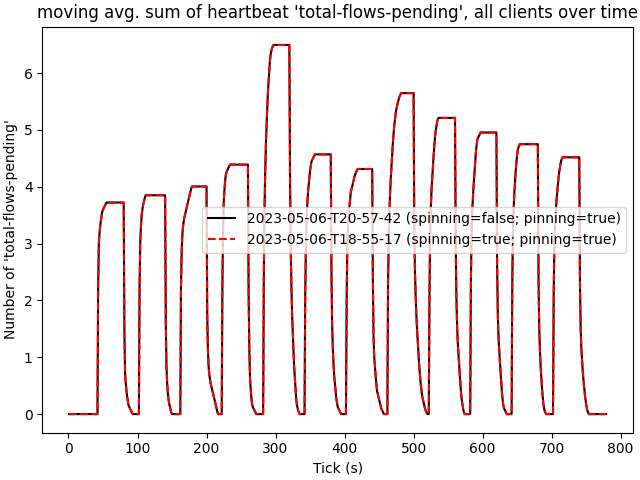 moving avg. sum of heartbeat 'total-flows-pending', all clients over time
Number of 'total-flows-pending'
6
5
4
3
2
1
0
2023-05-06-T20-57-42 (spinning=false; pinning=true)
2023-05-06-T18-55-17 (spinning=true; pinning=true)
0 100 200 300 400 500 600 700 800
Tick (s)